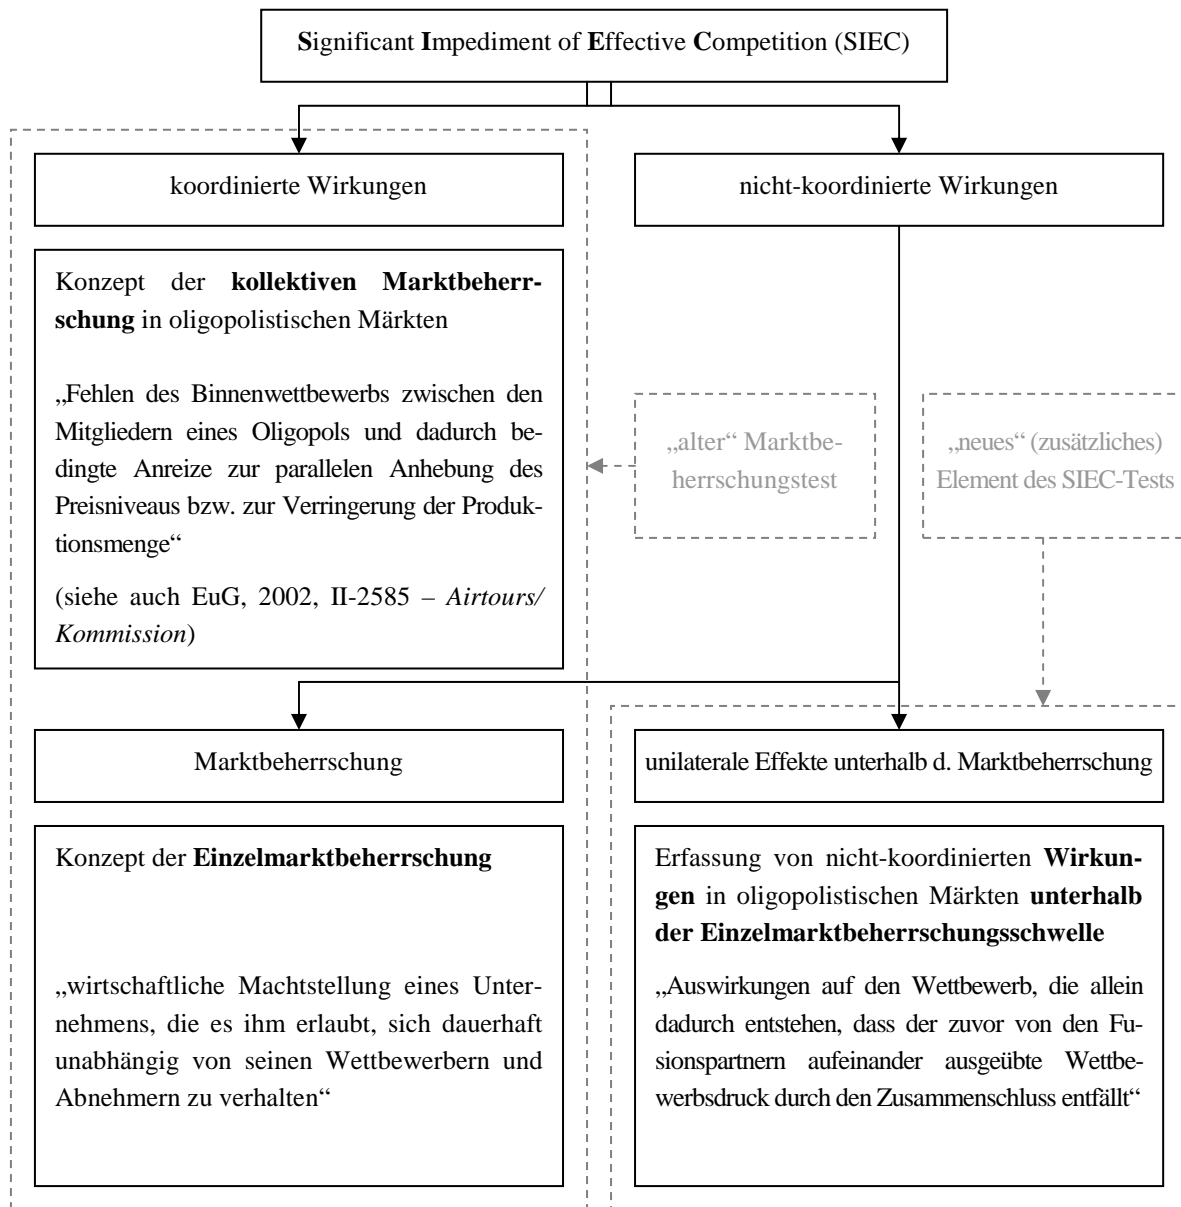 Significant Impediment of Effective Competition (SIEC)
koordinierte Wirkungen
nicht-koordinierte Wirkungen
Konzept der kollektiven Marktbeherr-
schung in oligopolistischen Märkten
„Fehlen des Binnenwettbewerbs zwischen den
Mitgliedern eines Oligopols und dadurch be-
dingte Anreize zur parallelen Anhebung des
Preisniveaus bzw. zur Verringerung der Produk-
tionsmenge“
(siehe auch EuG, 2002, II-2585 – Airtours/
Kommission)
„alter“ Marktbe-
herrschungstest
„neues“ (zusätzliches)
Element des SIEC-Tests
Marktbeherrschung
unilaterale Effekte unterhalb d. Marktbeherrschung
Konzept der Einzelmarktbeherrschung
„wirtschaftliche Machtstellung eines Unter-
nehmens, die es ihm erlaubt, sich dauerhaft
unabhängig von seinen Wettbewerbern und
Abnehmern zu verhalten“
Erfassung von nicht-koordinierten Wirkun-
gen in oligopolistischen Märkten unterhalb
der Einzelmarktbeherrschungsschwelle
„Auswirkungen auf den Wettbewerb, die allein
dadurch entstehen, dass der zuvor von den Fu-
sionspartnern aufeinander ausgeübte Wettbe-
werbsdruck durch den Zusammenschluss entfällt“